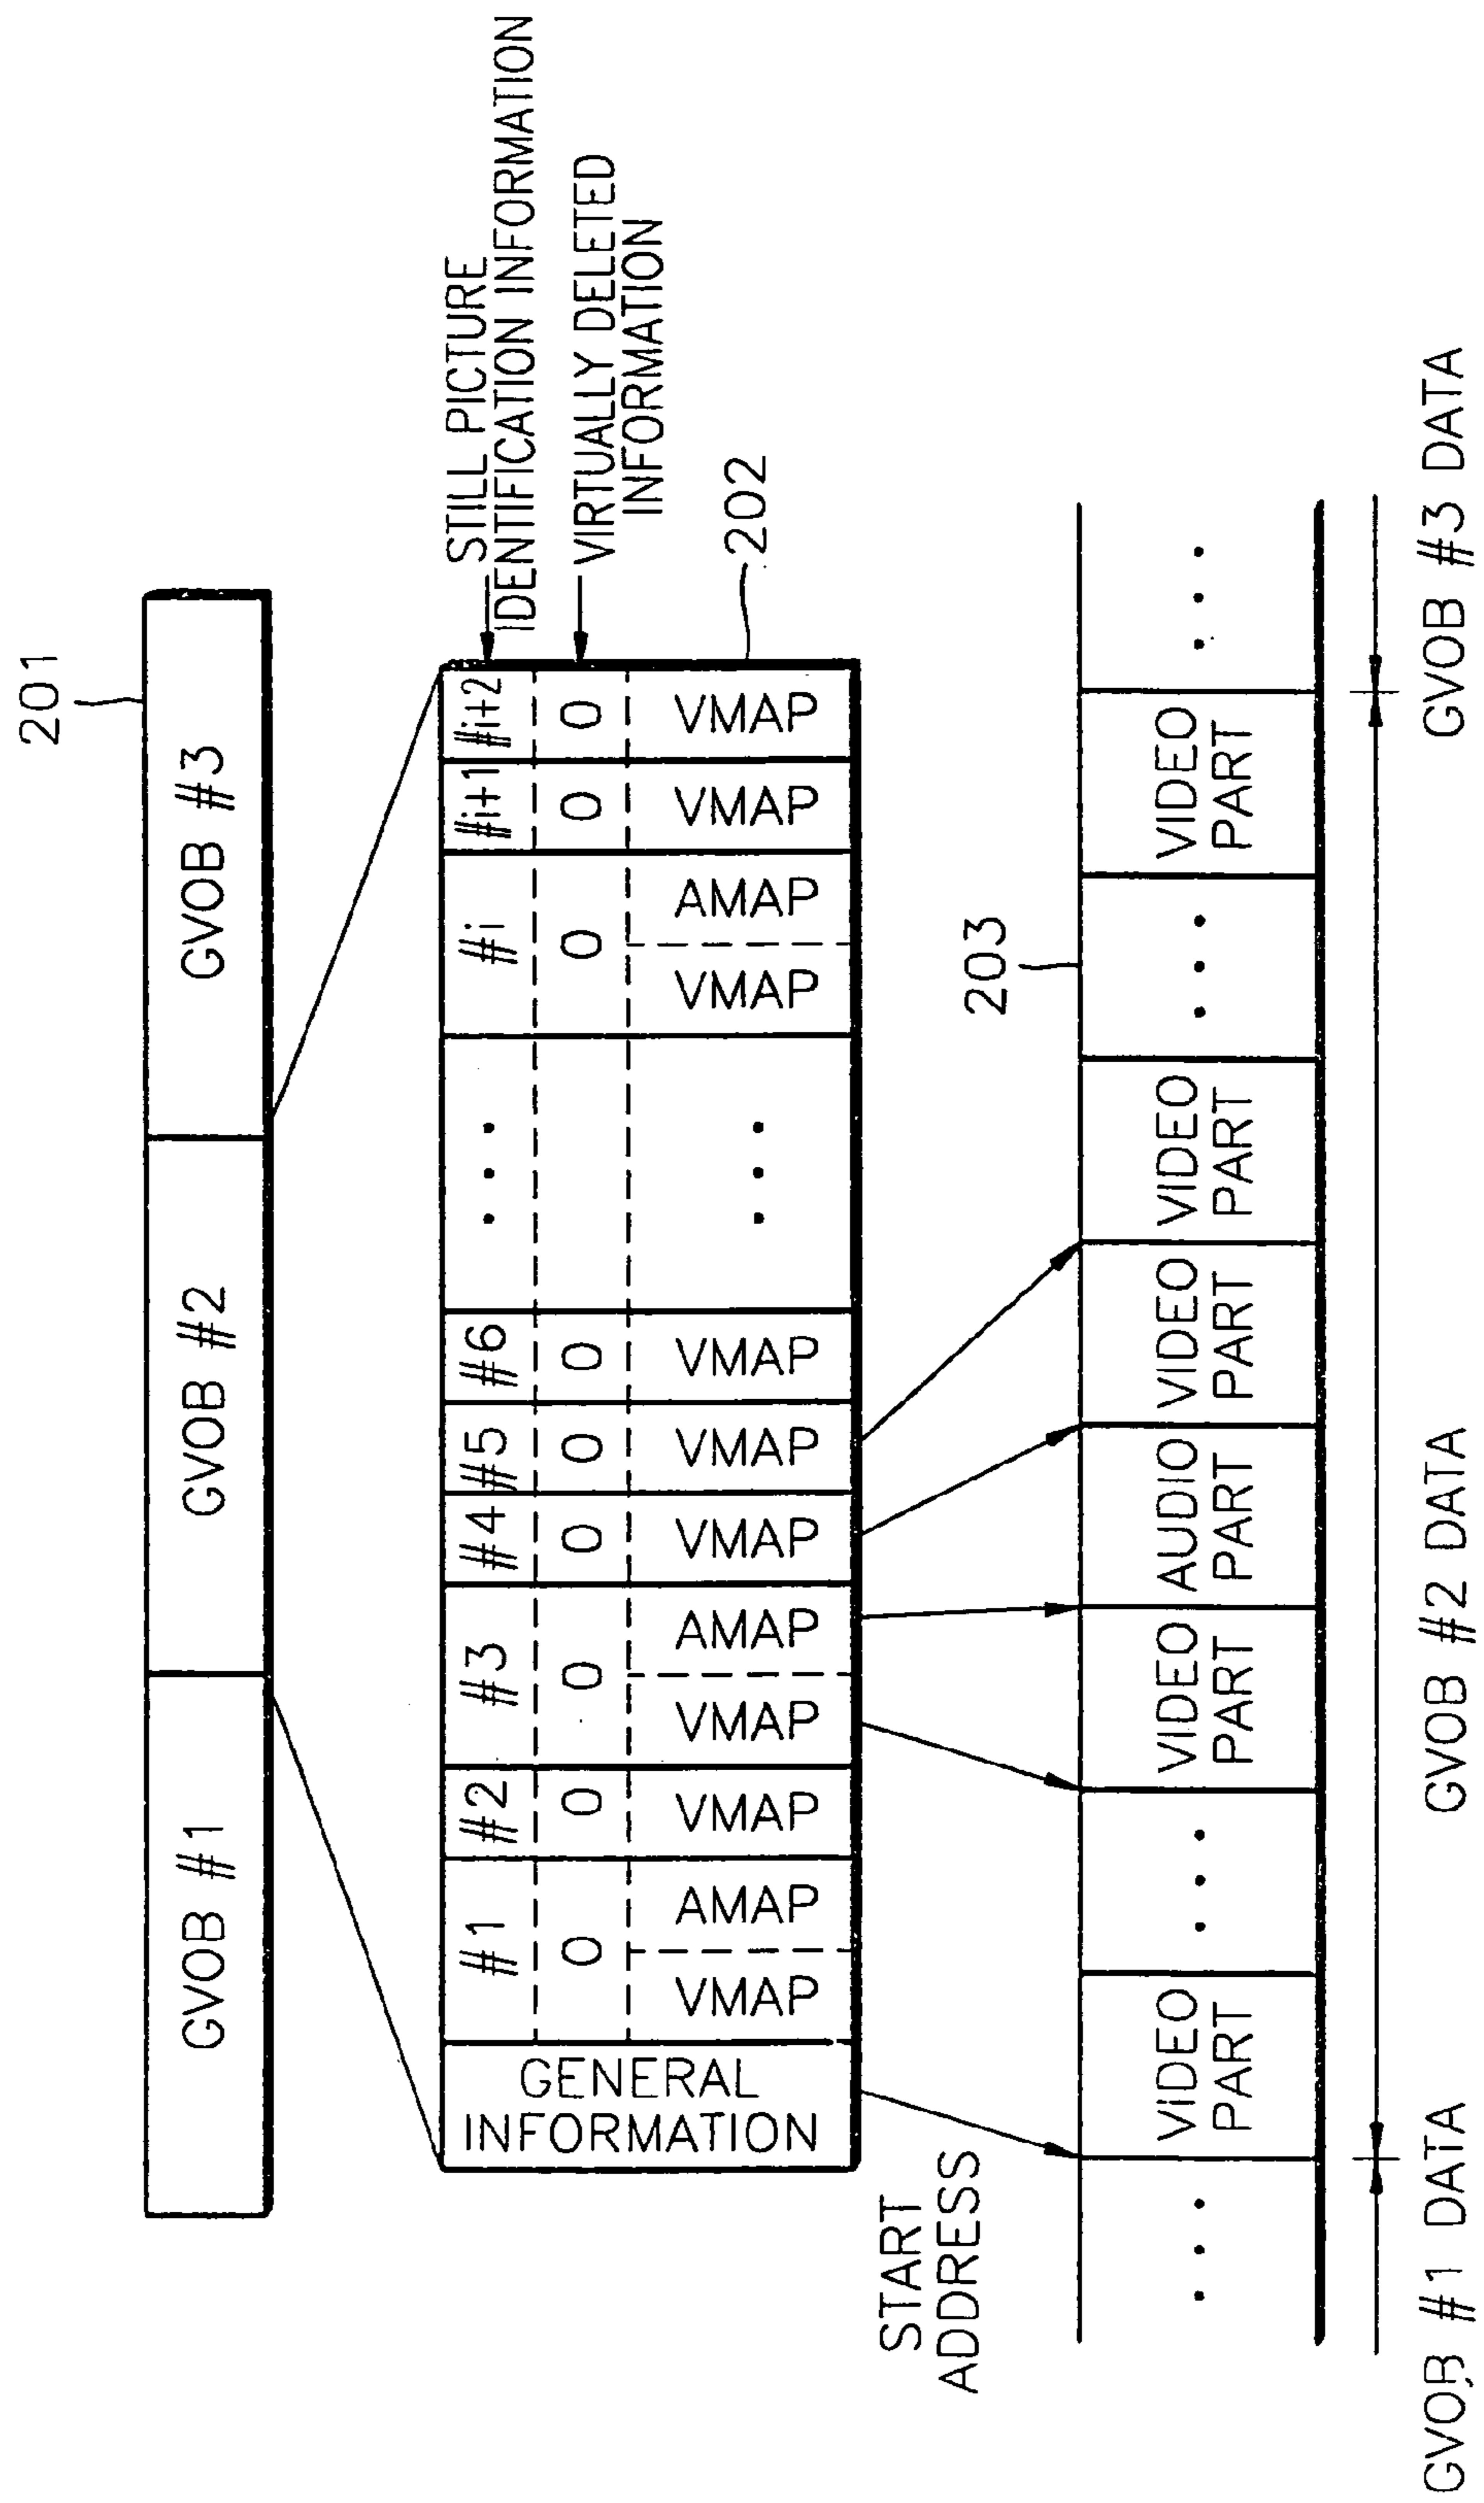 201
GVOB #1
GVOB #2
GVOB #3
STILL PICTURE
IDENTIFICATION INFORMATION
VIRTUALLY DELETED
INFORMATION
202
GENERAL
INFORMATION
#1
#2
#3
#4
#5
#6
. . .
#i
#i+1
#i+2
0
0
0
0
0
0
0
0
0
VMAP
AMAP
VMAP
VMAP
AMAP
VMAP
VMAP
VMAP
. . .
VMAP
AMAP
VMAP
VMAP
START
ADDRESS
203
. . .
VIDEO
PART
. . .
VIDEO
PART
AUDIO
PART
VIDEO
PART
VIDEO
PART
. . .
VIDEO
PART
. . .
GVOB #1 DATA
GVOB #2 DATA
GVOB #3 DATA